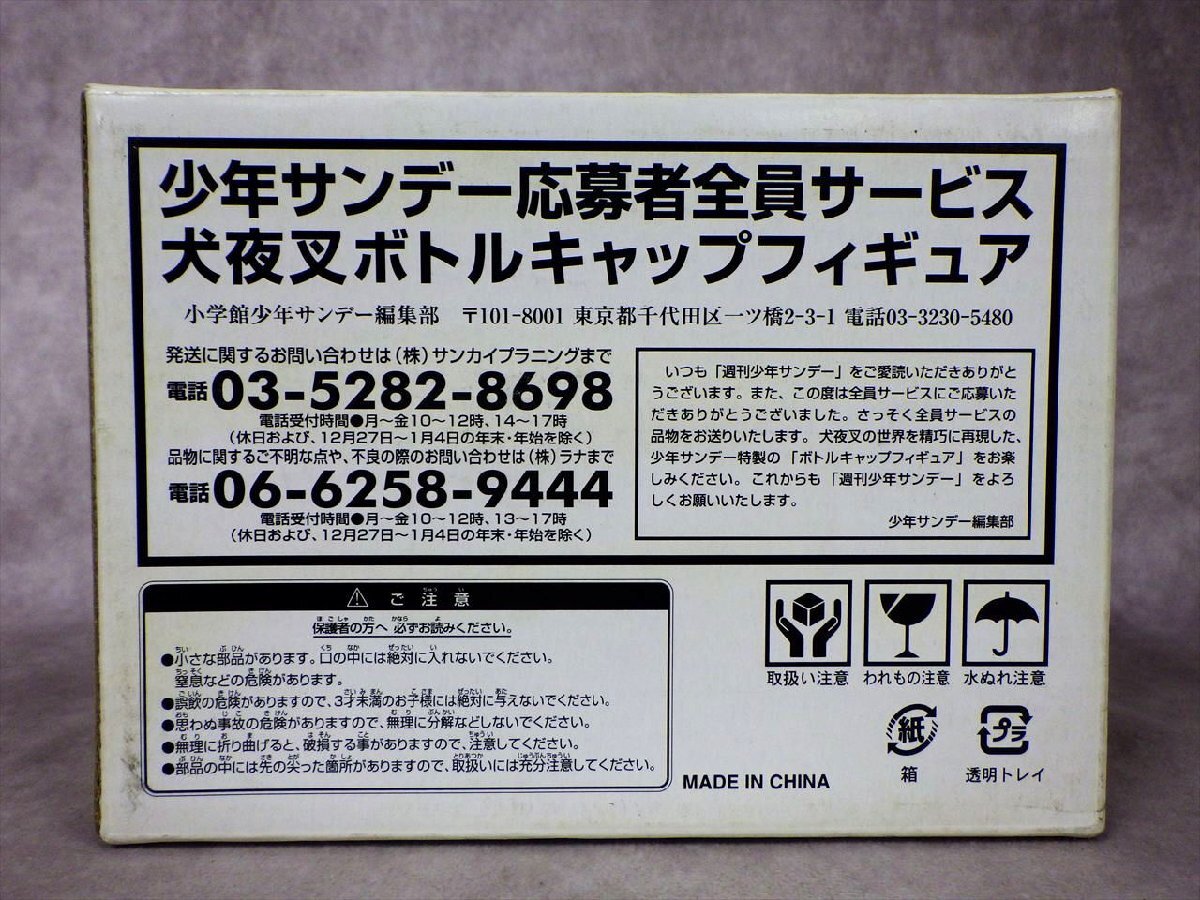 少年サンデー応募者全員サービス
犬夜叉ボトルキャップフィギュア
小学館少年サンデー編集部 〒101-8001 東京都千代田区一ツ橋2-3-1 電話03-3230-5480
発送に関するお問い合わせは(株)サンカイプラニングまで
電話 03-5282-8698
電話受付時間●月〜金10〜12時、14〜17時
(休日および、12月27日〜1月4日の年末・年始を除く)
品物に関するご不明な点や、不良の際のお問い合わせは(株)ラナまで
電話 06-6258-9444
電話受付時間●月〜金10〜12時、13〜17時
(休日および、12月27日〜1月4日の年末・年始を除く)
いつも「週刊少年サンデー」をご愛読いただきありがと
うございます。また、この度は全員サービスにご応募いた
だきありがとうございました。さっそく全員サービスの
品物をお送りいたします。犬夜叉の世界を精巧に再現した、
少年サンデー特製の「ボトルキャップフィギュア」をお楽
しみください。これからも「週刊少年サンデー」をよろ
しくお願いいたします。
少年サンデー編集部
ご注意
保護者の方へ 必ずお読みください。
●小さな部品があります。口の中には絶対に入れないでください。
窒息などの危険があります。
●誤飲の危険がありますので、3才未満のお子様には絶対に与えないでください。
●思わぬ事故の危険がありますので、無理に分解などしないでください。
●無理に折り曲げると、破損する事がありますので、注意してください。
●部品の中には先の尖った箇所がありますので、取扱いには充分注意してください。
MADE IN CHINA
取扱い注意 われもの注意 水ぬれ注意
紙 プラ
箱 透明トレイ